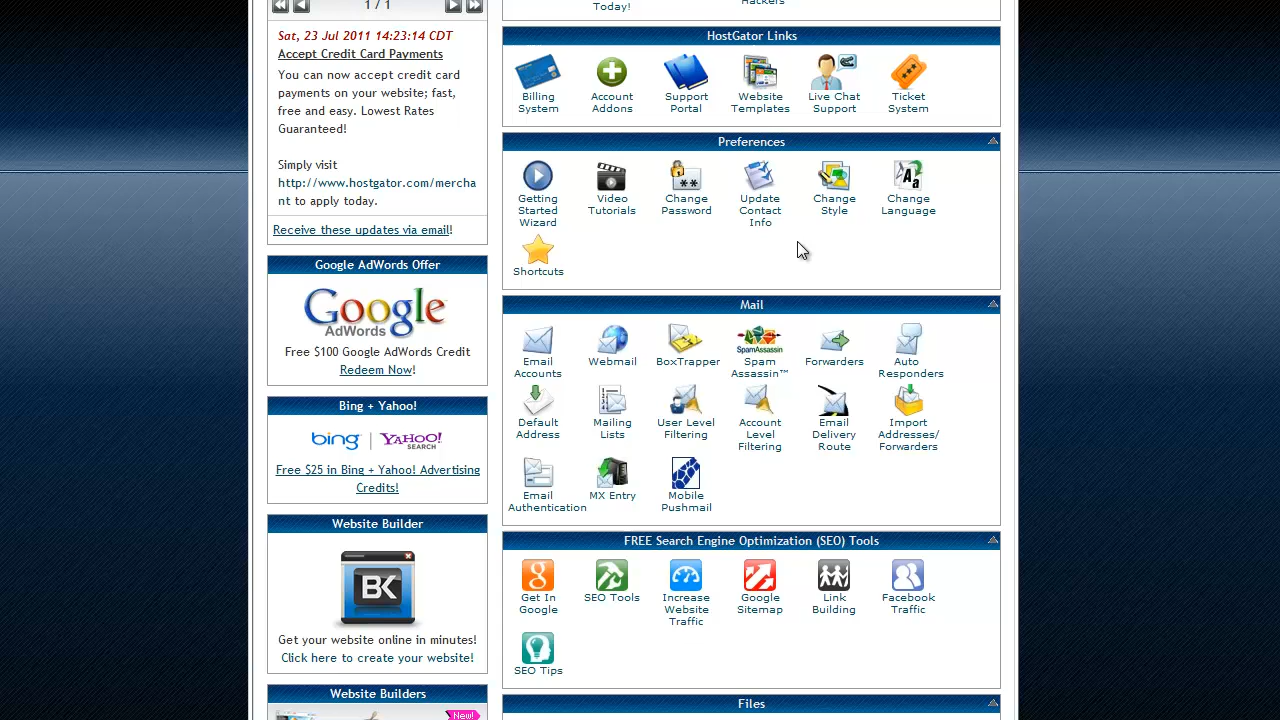 1 / 1
Sat, 23 Jul 2011 14:23:14 CDT
Accept Credit Card Payments
You can now accept credit card
payments on your website; fast,
free and easy. Lowest Rates
Guaranteed!
Simply visit
http://www.hostgator.com/mercha
nt to apply today.
Receive these updates via email!
Google AdWords Offer
Google
AdWords
Free $100 Google AdWords Credit
Redeem Now!
Bing + Yahoo!
bing | YAHOO!
SEARCH
Free $25 in Bing + Yahoo! Advertising
Credits!
Website Builder
BK
Get your website online in minutes!
Click here to create your website!
Website Builders
New!
Today!
Hackers
HostGator Links
Billing System
Account Addons
Support Portal
Website Templates
Live Chat Support
Ticket System
Preferences
Getting Started Wizard
Video Tutorials
Change Password
Update Contact Info
Change Style
Change Language
Shortcuts
Mail
Email Accounts
Webmail
BoxTrapper
SpamAssassin
Spam Assassin™
Forwarders
Auto Responders
Default Address
Mailing Lists
User Level Filtering
Account Level Filtering
Email Delivery Route
Import Addresses/ Forwarders
Email Authentication
MX Entry
Mobile Pushmail
FREE Search Engine Optimization (SEO) Tools
Get In Google
SEO Tools
Increase Website Traffic
Google Sitemap
Link Building
Facebook Traffic
SEO Tips
Files